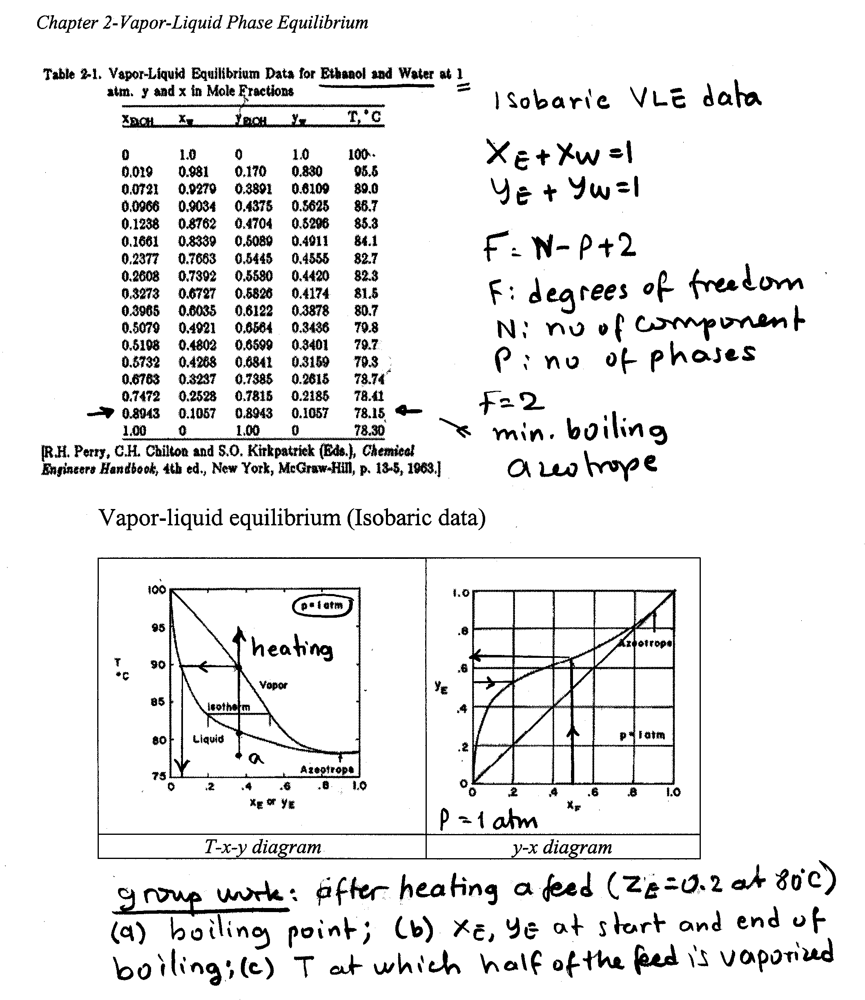 Chapter 2-Vapor-Liquid Phase Equilibrium
Table 2-1. Vapor-Liquid Equilibrium Data for Ethanol and Water at 1
atm. y and x in Mole Fractions
xEtOH xW yEtOH yW T, °C
0 1.0 0 1.0 100
0.019 0.981 0.170 0.830 95.5
0.0721 0.9279 0.3891 0.6109 89.0
0.0966 0.9034 0.4375 0.5625 86.7
0.1238 0.8762 0.4704 0.5296 85.3
0.1661 0.8339 0.5089 0.4911 84.1
0.2377 0.7663 0.5445 0.4555 82.7
0.2608 0.7392 0.5580 0.4420 82.3
0.3273 0.6727 0.5826 0.4174 81.5
0.3965 0.6035 0.6122 0.3878 80.7
0.5079 0.4921 0.6564 0.3436 79.8
0.5198 0.4802 0.6599 0.3401 79.7
0.5732 0.4268 0.6841 0.3159 79.3
0.6763 0.3237 0.7385 0.2615 78.74
0.7472 0.2528 0.7815 0.2185 78.41
0.8943 0.1057 0.8943 0.1057 78.15
1.00 0 1.00 0 78.30
[R.H. Perry, C.H. Chilton and S.O. Kirkpatrick (Eds.), Chemical
Engineers Handbook, 4th ed., New York, McGraw-Hill, p. 13-5, 1963.]
Isobaric VLE data
XE + XW = 1
YE + YW = 1
F = N - P + 2
F: degrees of freedom
N: no of component
P: no of phases
F = 2
min. boiling
azeotrope
Vapor-liquid equilibrium (Isobaric data)
100
95
90
85
80
75
T
°C
p = 1 atm
heating
Vapor
isotherm
Liquid
a
Azeotrope
0 .2 .4 .6 .8 1.0
xE or yE
T-x-y diagram
1.0
.8
.6
.4
.2
0
yE
Azeotrope
p = 1 atm
0 .2 .4 .6 .8 1.0
xF
P = 1 atm
y-x diagram
group work: after heating a feed (ZE = 0.2 at 80°C)
(a) boiling point; (b) XE, YE at start and end of
boiling; (c) T at which half of the feed is vaporized